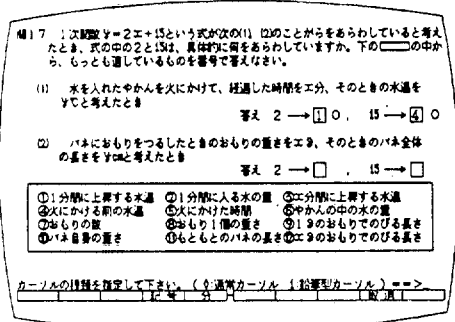 問17 1次関数y=2x+15という式が次の(1)、(2)のことがらをあらわしていると考え
たとき、式の中の2と15は、具体的に何をあらわしていますか。下の□の中か
ら、もっとも適しているものを番号で答えなさい。
(1) 水を入れたやかんを火にかけて、経過した時間をx分、そのときの水温を
y℃と考えたとき
答え 2 → 1 ○, 15 → 4 ○
(2) バネにおもりをつるしたときのおもりの重さをxg、そのときのバネ全体
の長さをycmと考えたとき
答え 2 → □, 15 → □
①1分間に上昇する水温 ②1分間に入る水の量 ③x分間に上昇する水温
④火にかける前の水温 ⑤火にかけた時間 ⑥やかんの中の水の量
⑦おもりの数 ⑧おもり1個の重さ ⑨1gのおもりでのびる長さ
⑩バネ自身の重さ ⑪もともとのバネの長さ ⑫xgのおもりでのびる長さ
カーソルの種類を指定して下さい。( 0:通常カーソル 1:鉛筆型カーソル ) ==>_
記号 分 取消